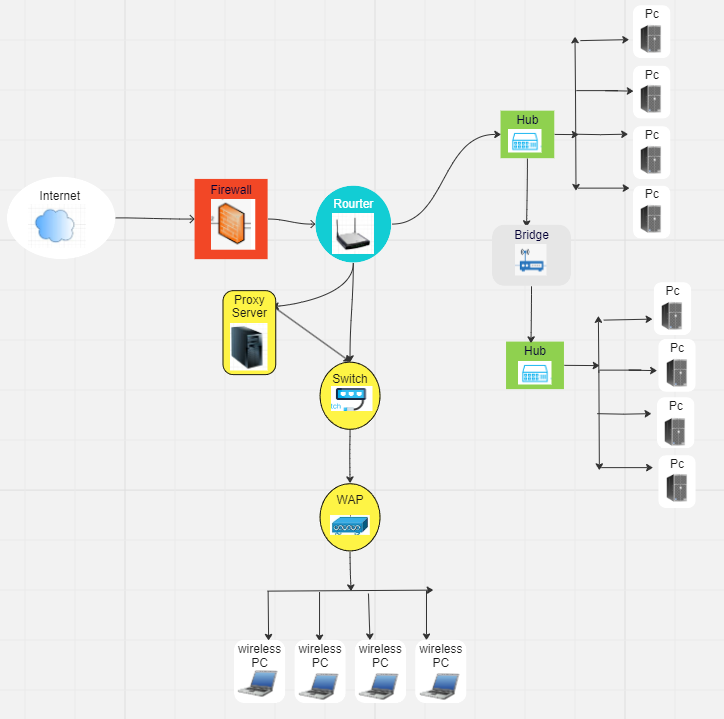 Pc
Pc
Hub
Pc
Internet
Firewall
Rourter
Pc
Bridge
Proxy
Server
Pc
Hub
Pc
Switch
tch
Pc
Pc
WAP
wireless
PC
wireless
PC
wireless
PC
wireless
PC